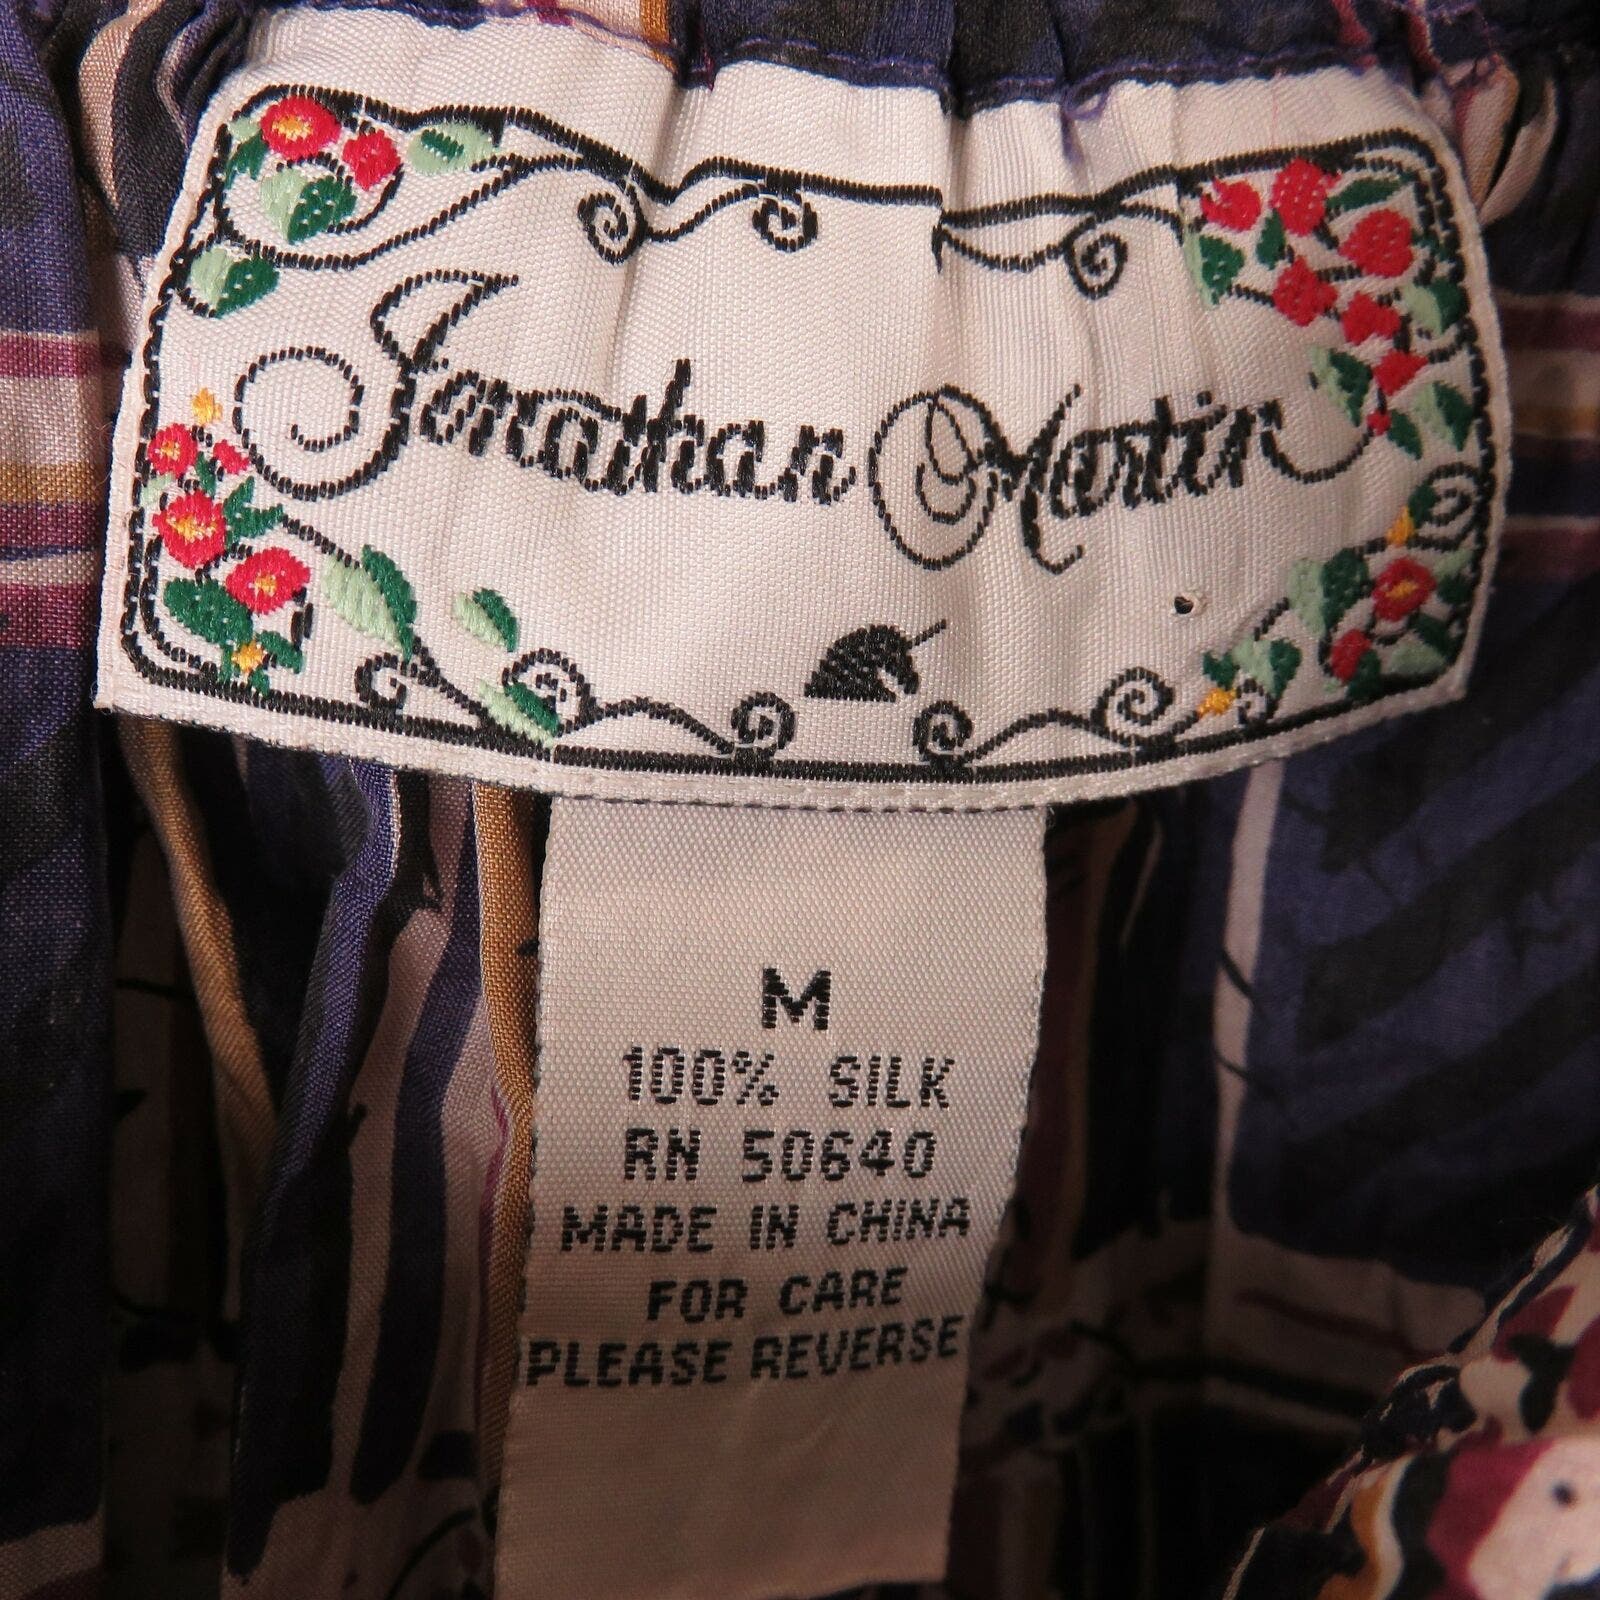 Jonathan Martin
M
100% SILK
RN 50640
MADE IN CHINA
FOR CARE
PLEASE REVERSE